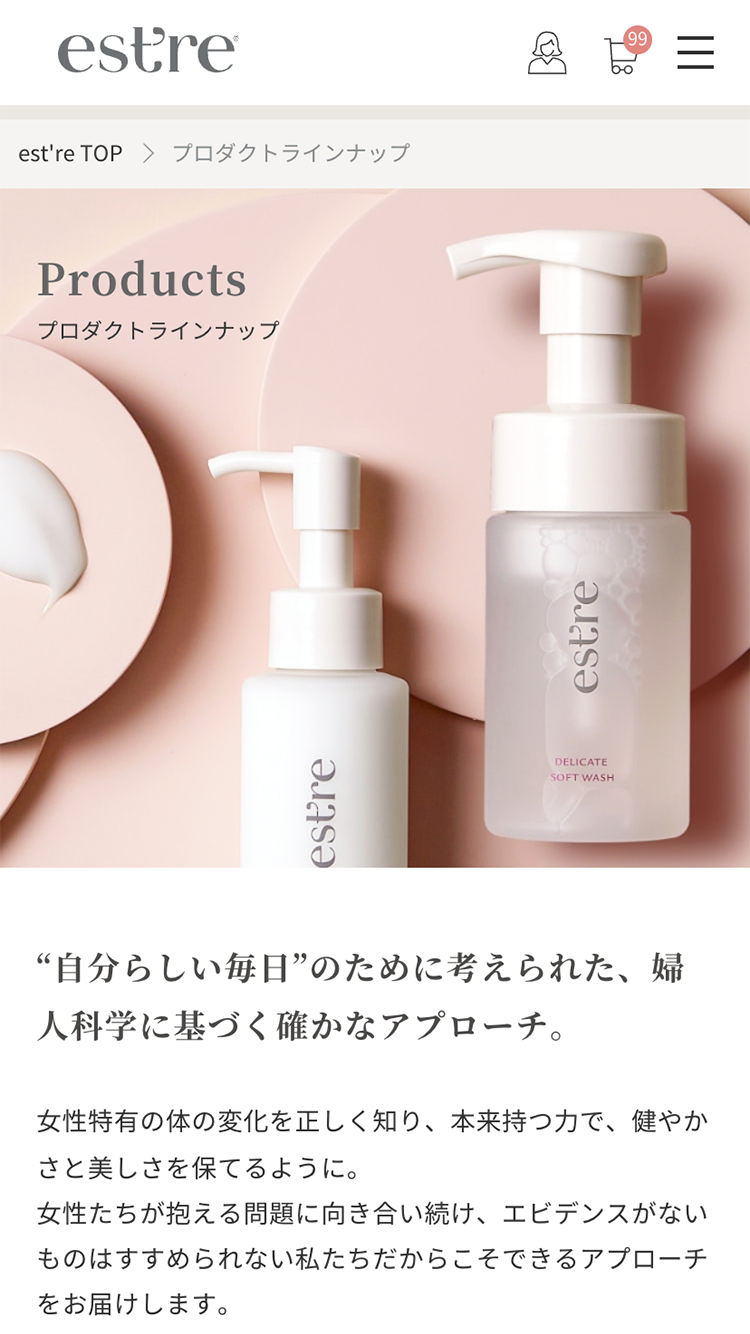 est're®
99
est're TOP > プロダクトラインナップ
Products
プロダクトラインナップ
est're
DELICATE
SOFT WASH
est're
“自分らしい毎日”のために考えられた、婦
人科学に基づく確かなアプローチ。
女性特有の体の変化を正しく知り、本来持つ力で、健やか
さと美しさを保てるように。
女性たちが抱える問題に向き合い続け、エビデンスがない
ものはすすめられない私たちだからこそできるアプローチ
をお届けします。